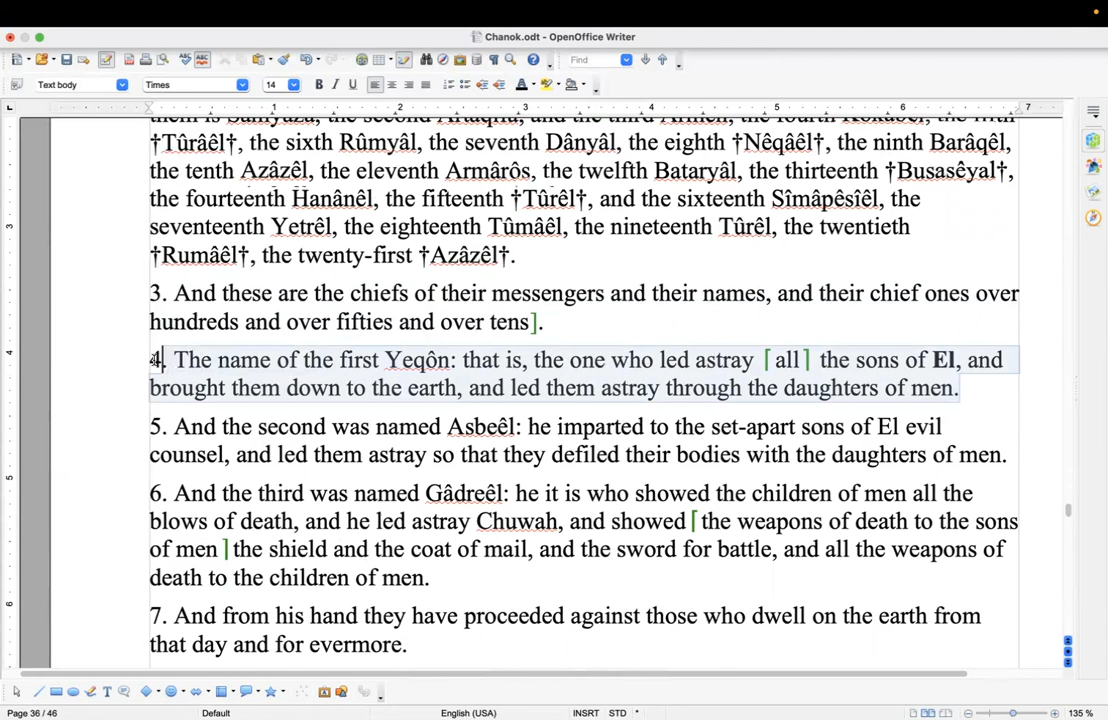 Chanok.odt - OpenOffice Writer
Find
Text body
Times
14
B I U
1 2 3 4 5 6 7
†Tûrâêl†, the sixth Rûmyâl, the seventh Dânyâl, the eighth †Nêqâêl†, the ninth Barâqêl,
the tenth Azâzêl, the eleventh Armârôs, the twelfth Bataryâl, the thirteenth †Busasêyal†,
the fourteenth Hanânêl, the fifteenth †Tûrêl†, and the sixteenth Sîmâpêsîêl, the
seventeenth Yetrêl, the eighteenth Tûmâêl, the nineteenth Tûrêl, the twentieth
†Rumâêl†, the twenty-first †Azâzêl†.
3. And these are the chiefs of their messengers and their names, and their chief ones over
hundreds and over fifties and over tens].
4. The name of the first Yeqôn: that is, the one who led astray ⌈all⌉ the sons of El, and
brought them down to the earth, and led them astray through the daughters of men.
5. And the second was named Asbeêl: he imparted to the set-apart sons of El evil
counsel, and led them astray so that they defiled their bodies with the daughters of men.
6. And the third was named Gâdreêl: he it is who showed the children of men all the
blows of death, and he led astray Chuwah, and showed ⌈the weapons of death to the sons
of men⌉ the shield and the coat of mail, and the sword for battle, and all the weapons of
death to the children of men.
7. And from his hand they have proceeded against those who dwell on the earth from
that day and for evermore.
3
4
5
6
Page 36 / 46 Default English (USA) INSRT STD * 135 %